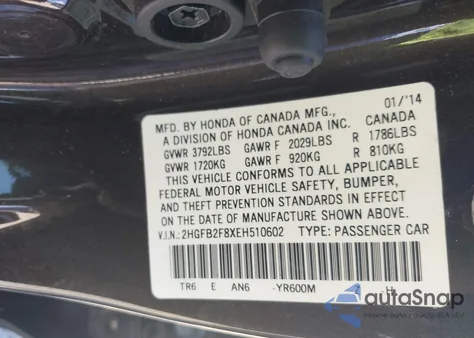 MFD. BY HONDA OF CANADA MFG., 01/'14
A DIVISION OF HONDA CANADA INC. CANADA
GVWR 3792LBS GAWR F 2029LBS R 1786LBS
GVWR 1720KG GAWR F 920KG R 810KG
THIS VEHICLE CONFORMS TO ALL APPLICABLE
FEDERAL MOTOR VEHICLE SAFETY, BUMPER,
AND THEFT PREVENTION STANDARDS IN EFFECT
ON THE DATE OF MANUFACTURE SHOWN ABOVE.
V.I.N.: 2HGFB2F8XEH510602 TYPE: PASSENGER CAR
TR6 E AN6 -YR600M
autaSnap